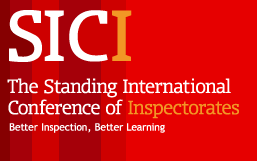 SICI
The Standing International
Conference of Inspectorates
Better Inspection, Better Learning